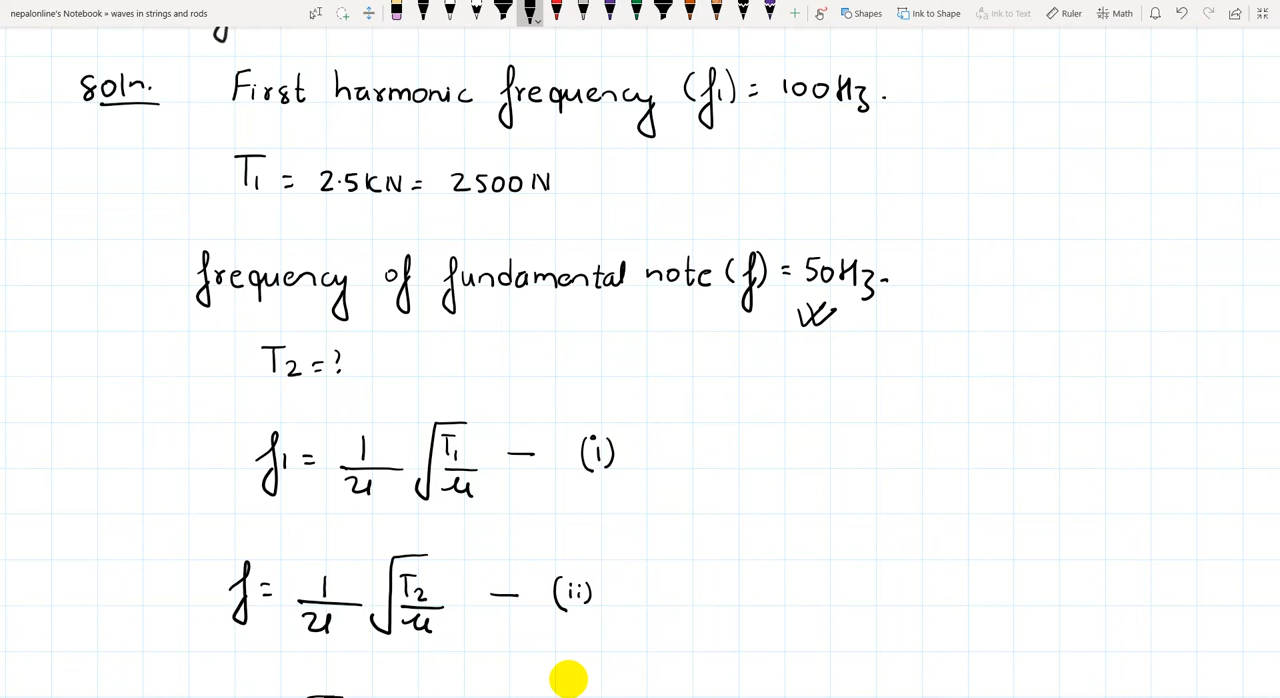 nepalonline's Notebook » waves in strings and rods
Shapes Ink to Shape Ink to Text Ruler Math
soln. First harmonic frequency (f1) = 100Hz.
T1 = 2.5KN = 2500N
frequency of fundamental note (f) = 50Hz.
T2 = ?
f1 = 1/2l √T1/μ — (i)
f = 1/2l √T2/μ — (ii)